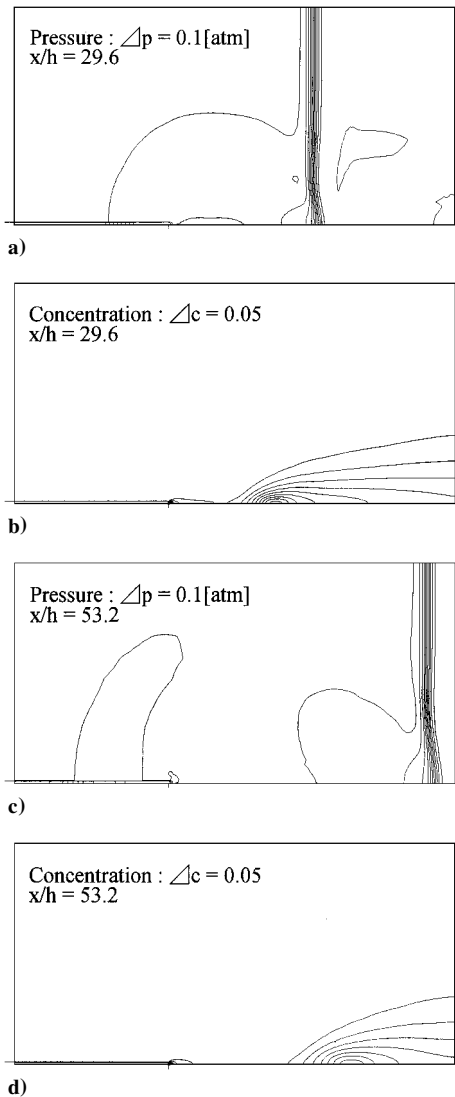 Pressure : ⊿p = 0.1[atm]
x/h = 29.6
a)
Concentration : ⊿c = 0.05
x/h = 29.6
b)
Pressure : ⊿p = 0.1[atm]
x/h = 53.2
c)
Concentration : ⊿c = 0.05
x/h = 53.2
d)